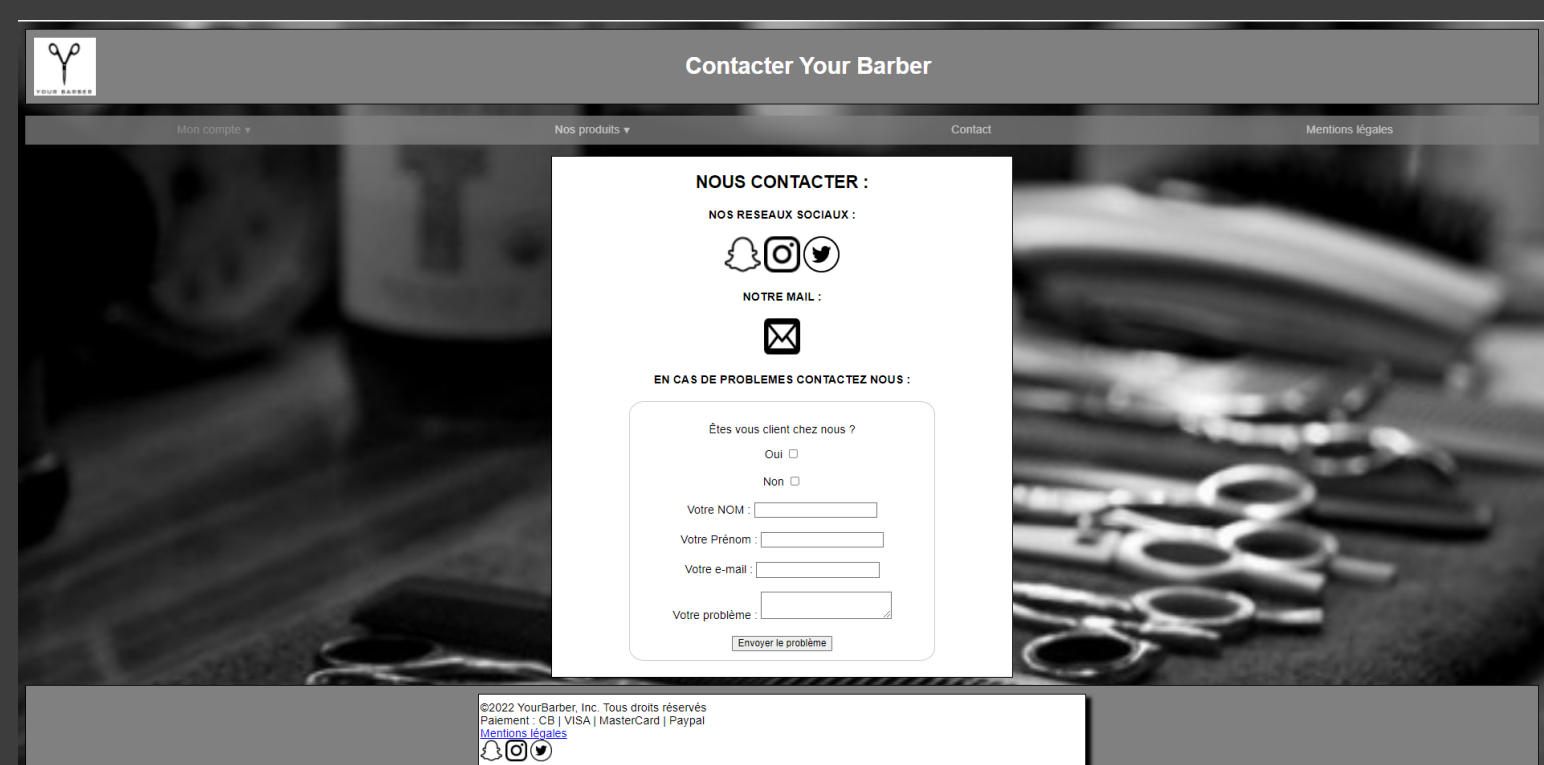 YOUR BARBER
Contacter Your Barber
Mon compte ▾
Nos produits ▾
Contact
Mentions légales
NOUS CONTACTER :
NOS RESEAUX SOCIAUX :
NOTRE MAIL :
EN CAS DE PROBLEMES CONTACTEZ NOUS :
Êtes vous client chez nous ?
Oui
Non
Votre NOM :
Votre Prénom :
Votre e-mail :
Votre problème :
Envoyer le problème
©2022 YourBarber, Inc. Tous droits réservés
Paiement : CB | VISA | MasterCard | Paypal
Mentions légales